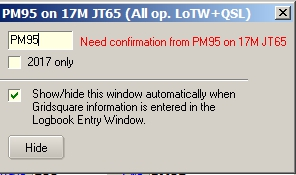 PM95 on 17M JT65 (All op. LoTW+QSL)
PM95
Need confirmation from PM95 on 17M JT65
2017 only
Show/hide this window automatically when
Gridsquare information is entered in the
Logbook Entry Window.
Hide